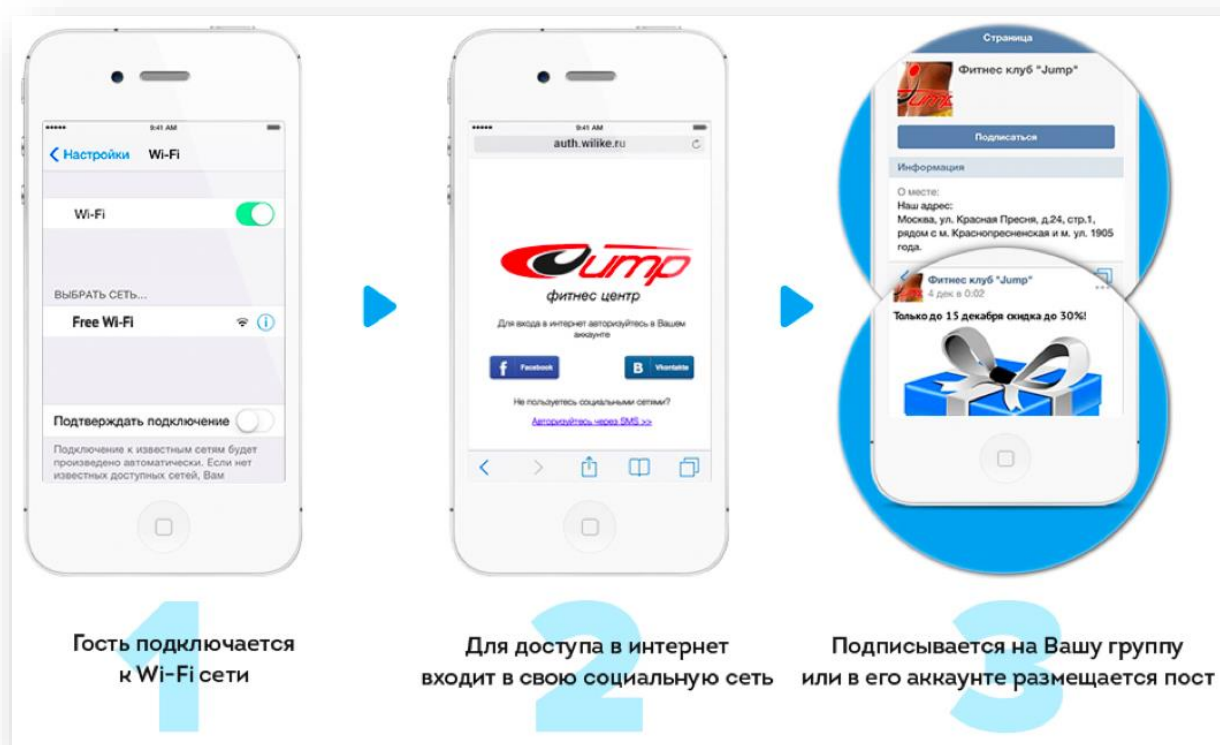 9:41 AM
Настройки Wi-Fi
Wi-Fi
ВЫБРАТЬ СЕТЬ...
Free Wi-Fi
Подтверждать подключение
Подключение к известным сетям будет
произведено автоматически. Если нет
известных доступных сетей, Вам
1
Гость подключается
к Wi-Fi сети
9:41 AM
auth.wilike.ru
Jump
фитнес центр
Для входа в интернет авторизуйтесь в Вашем
аккаунте
f Facebook
B Vkontakte
Не пользуетесь социальными сетями?
Авторизуйтесь через SMS >>
2
Для доступа в интернет
входит в свою социальную сеть
Страница
Jump
Фитнес клуб "Jump"
Подписаться
Информация
О месте:
Наш адрес:
Москва, ул. Красная Пресня, д.24, стр.1,
рядом с м. Краснопресненская и м. ул. 1905
года.
Фитнес клуб "Jump"
4 дек в 0:02
Только до 15 декабря скидка до 30%!
3
Подписывается на Вашу группу
или в его аккаунте размещается пост